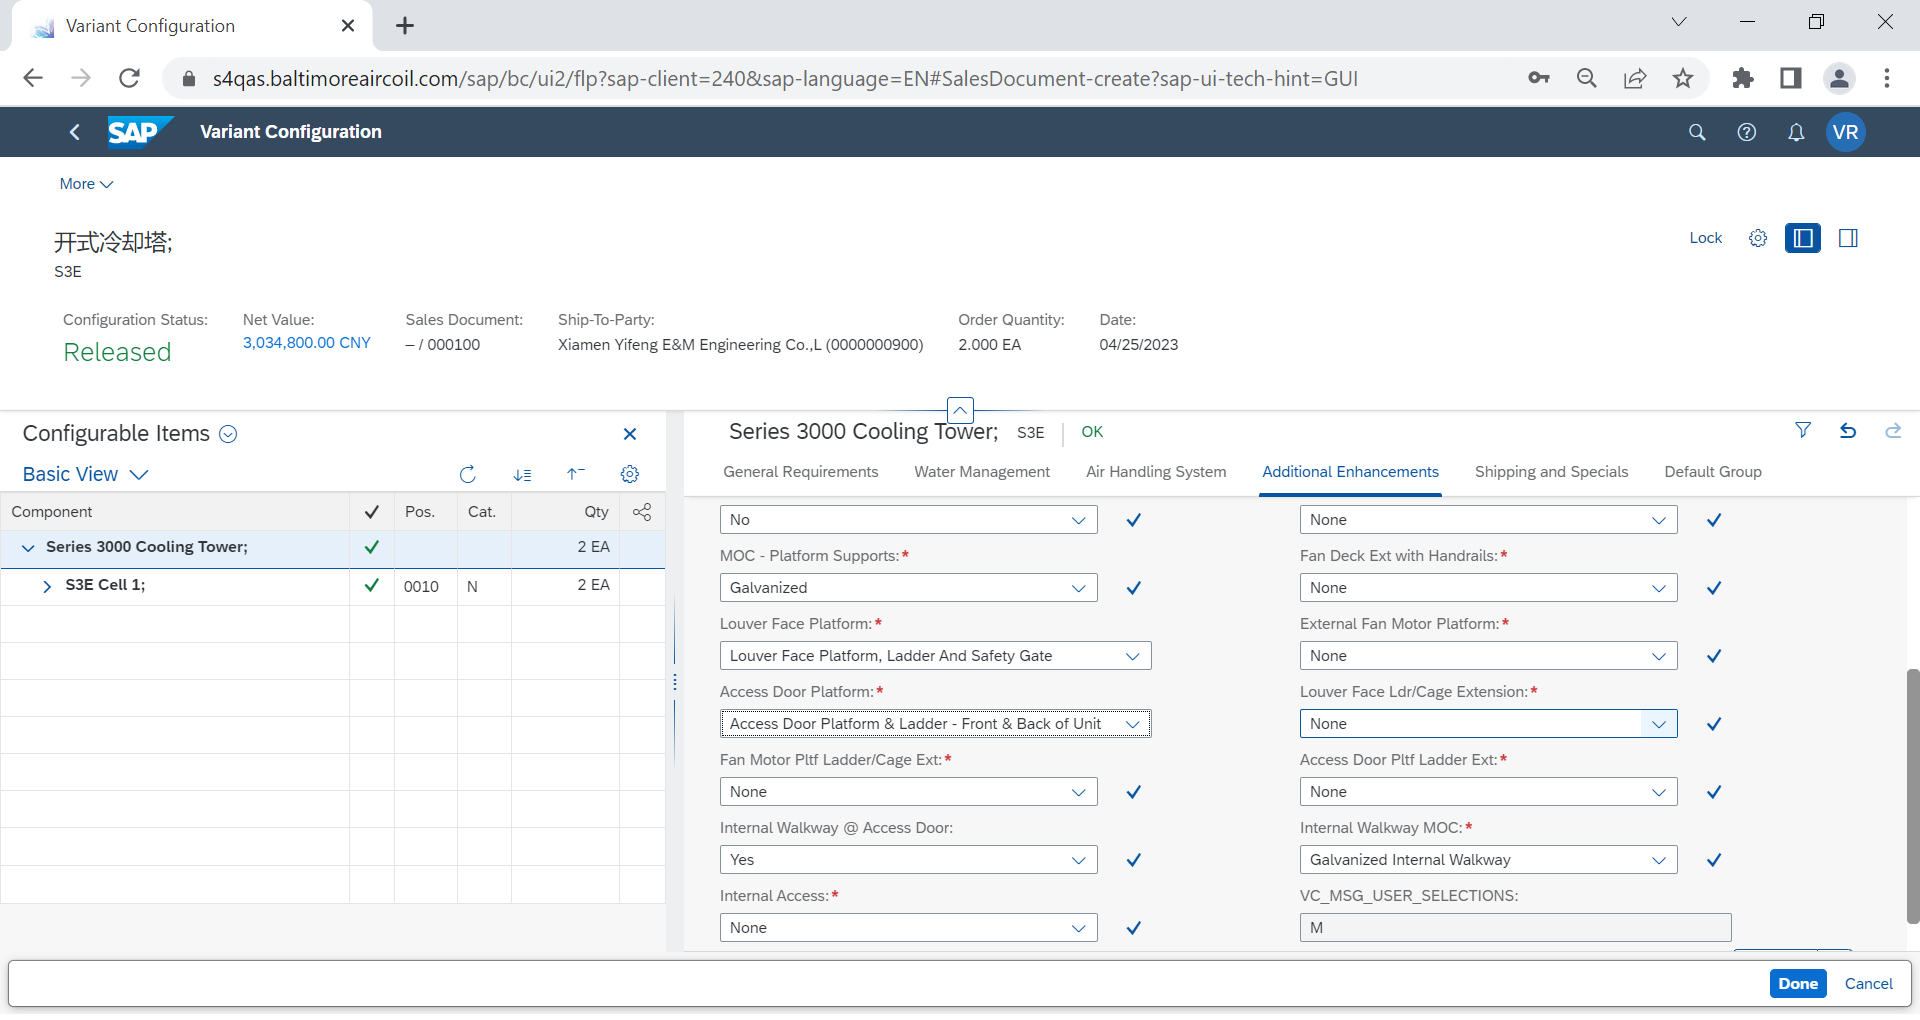 Variant Configuration
s4qas.baltimoreaircoil.com/sap/bc/ui2/flp?sap-client=240&sap-language=EN#SalesDocument-create?sap-ui-tech-hint=GUI
SAP
Variant Configuration
VR
More
开式冷却塔;
S3E
Lock
Configuration Status:
Released
Net Value:
3,034,800.00 CNY
Sales Document:
– / 000100
Ship-To-Party:
Xiamen Yifeng E&M Engineering Co.,L (0000000900)
Order Quantity:
2.000 EA
Date:
04/25/2023
Configurable Items
Basic View
Component Pos. Cat. Qty
Series 3000 Cooling Tower; 2 EA
S3E Cell 1; 0010 N 2 EA
Series 3000 Cooling Tower; S3E OK
General Requirements Water Management Air Handling System Additional Enhancements Shipping and Specials Default Group
No
None
MOC - Platform Supports:*
Galvanized
Fan Deck Ext with Handrails:*
None
Louver Face Platform:*
Louver Face Platform, Ladder And Safety Gate
External Fan Motor Platform:*
None
Access Door Platform:*
Access Door Platform & Ladder - Front & Back of Unit
Louver Face Ldr/Cage Extension:*
None
Fan Motor Pltf Ladder/Cage Ext:*
None
Access Door Pltf Ladder Ext:*
None
Internal Walkway @ Access Door:
Yes
Internal Walkway MOC:*
Galvanized Internal Walkway
Internal Access:*
None
VC_MSG_USER_SELECTIONS:
M
Done Cancel